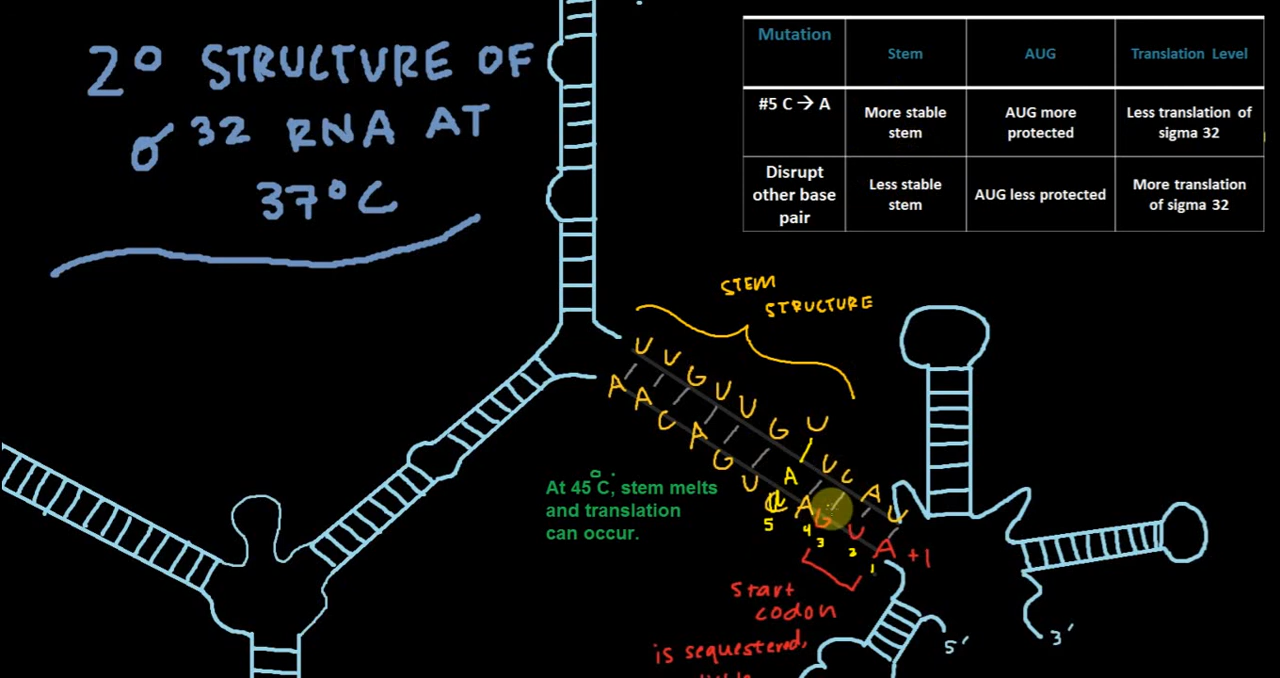 2° STRUCTURE OF
σ 32 RNA AT
37°C
Mutation
Stem
AUG
Translation Level
#5 C → A
More stable
stem
AUG more
protected
Less translation of
sigma 32
Disrupt
other base
pair
Less stable
stem
AUG less protected
More translation
of sigma 32
STEM
STRUCTURE
U U G U U G U U C A U
A A C A G U A A G U A +1
5 4 3 2 1
At 45°C, stem melts
and translation
can occur.
start
codon
is sequestered,
5'
3'